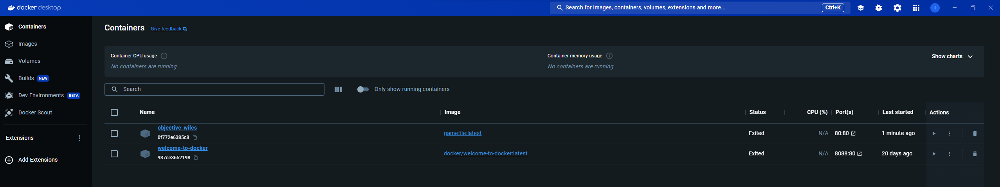 docker desktop
Search for images, containers, volumes, extensions and more...
Ctrl+K
I
Containers
Images
Volumes
Builds NEW
Dev Environments BETA
Docker Scout
Extensions
Add Extensions
Containers Give feedback
Container CPU usage
No containers are running.
Container memory usage
No containers are running.
Show charts
Search
Only show running containers
Name Image Status CPU (%) Port(s) Last started Actions
objective_wiles
0f772e6385c8
gamefile:latest Exited N/A 80:80 1 minute ago
welcome-to-docker
937ce3652198
docker/welcome-to-docker:latest Exited N/A 8088:80 20 days ago